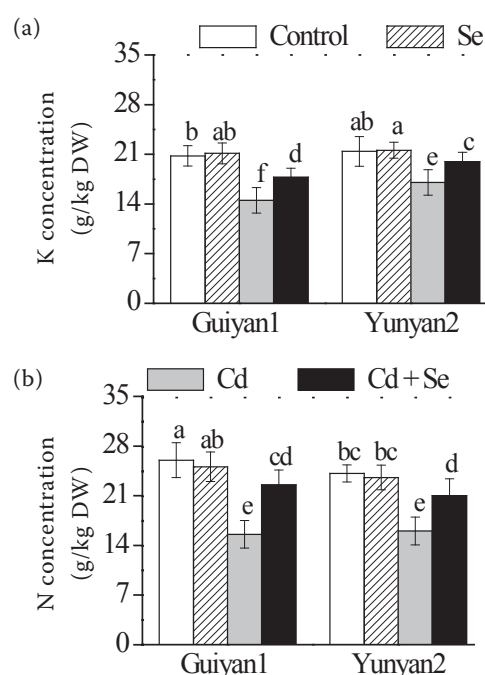 (a)
Control Se
K concentration
(g/kg DW)
35
28
21
14
7
0
b ab f d ab a e c
Guiyan1 Yunyan2
(b)
Cd Cd + Se
N concentration
(g/kg DW)
35
28
21
14
7
0
a ab e cd bc bc e d
Guiyan1 Yunyan2